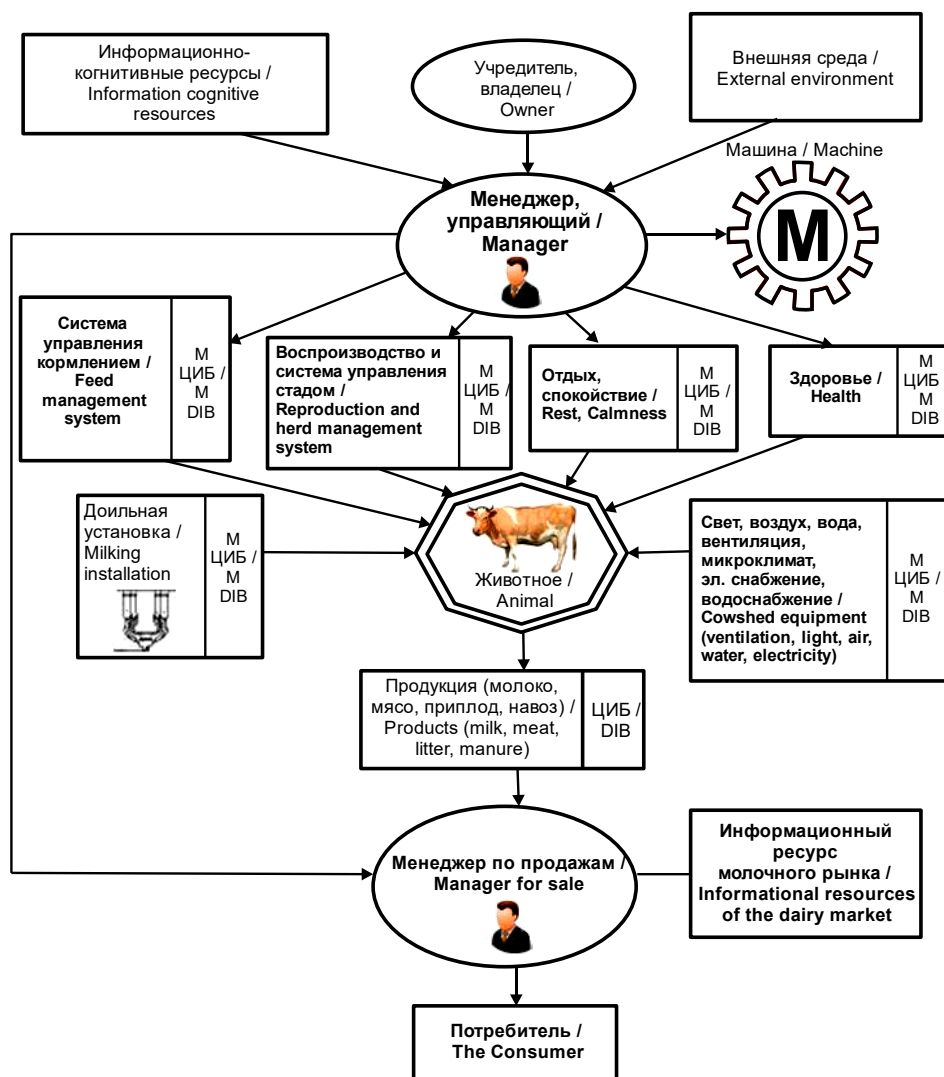 Информационно-
когнитивные ресурсы /
Information cognitive
resources
Учредитель,
владелец /
Owner
Внешняя среда /
External environment
Машина / Machine
M
Менеджер,
управляющий /
Manager
Система
управления
кормлением /
Feed
management
system
М
ЦИБ /
М
DIB
Воспроизводство и
система управления
стадом /
Reproduction and
herd management
system
М
ЦИБ /
М
DIB
Отдых,
спокойствие /
Rest, Calmness
М
ЦИБ /
М
DIB
Здоровье /
Health
М
ЦИБ
М
DIB
Доильная
установка /
Milking
installation
М
ЦИБ /
М
DIB
Животное /
Animal
Свет, воздух, вода,
вентиляция,
микроклимат,
эл. снабжение,
водоснабжение /
Cowshed equipment
(ventilation, light, air,
water, electricity)
М
ЦИБ /
М
DIB
Продукция (молоко,
мясо, приплод, навоз) /
Products (milk, meat,
litter, manure)
ЦИБ /
DIB
Менеджер по продажам /
Manager for sale
Информационный
ресурс
молочного рынка /
Informational resources
of the dairy market
Потребитель /
The Consumer